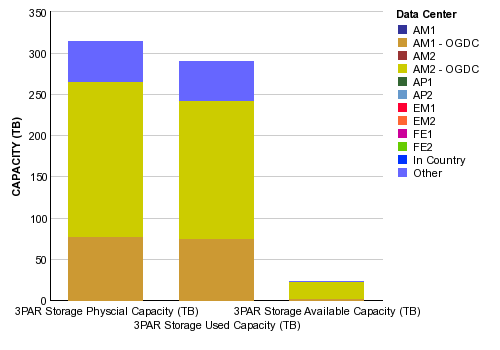 350
300
250
200
150
100
50
0
CAPACITY (TB)
3PAR Storage Physcial Capacity (TB)
3PAR Storage Used Capacity (TB)
3PAR Storage Available Capacity (TB)
Data Center
AM1
AM1 - OGDC
AM2
AM2 - OGDC
AP1
AP2
EM1
EM2
FE1
FE2
In Country
Other